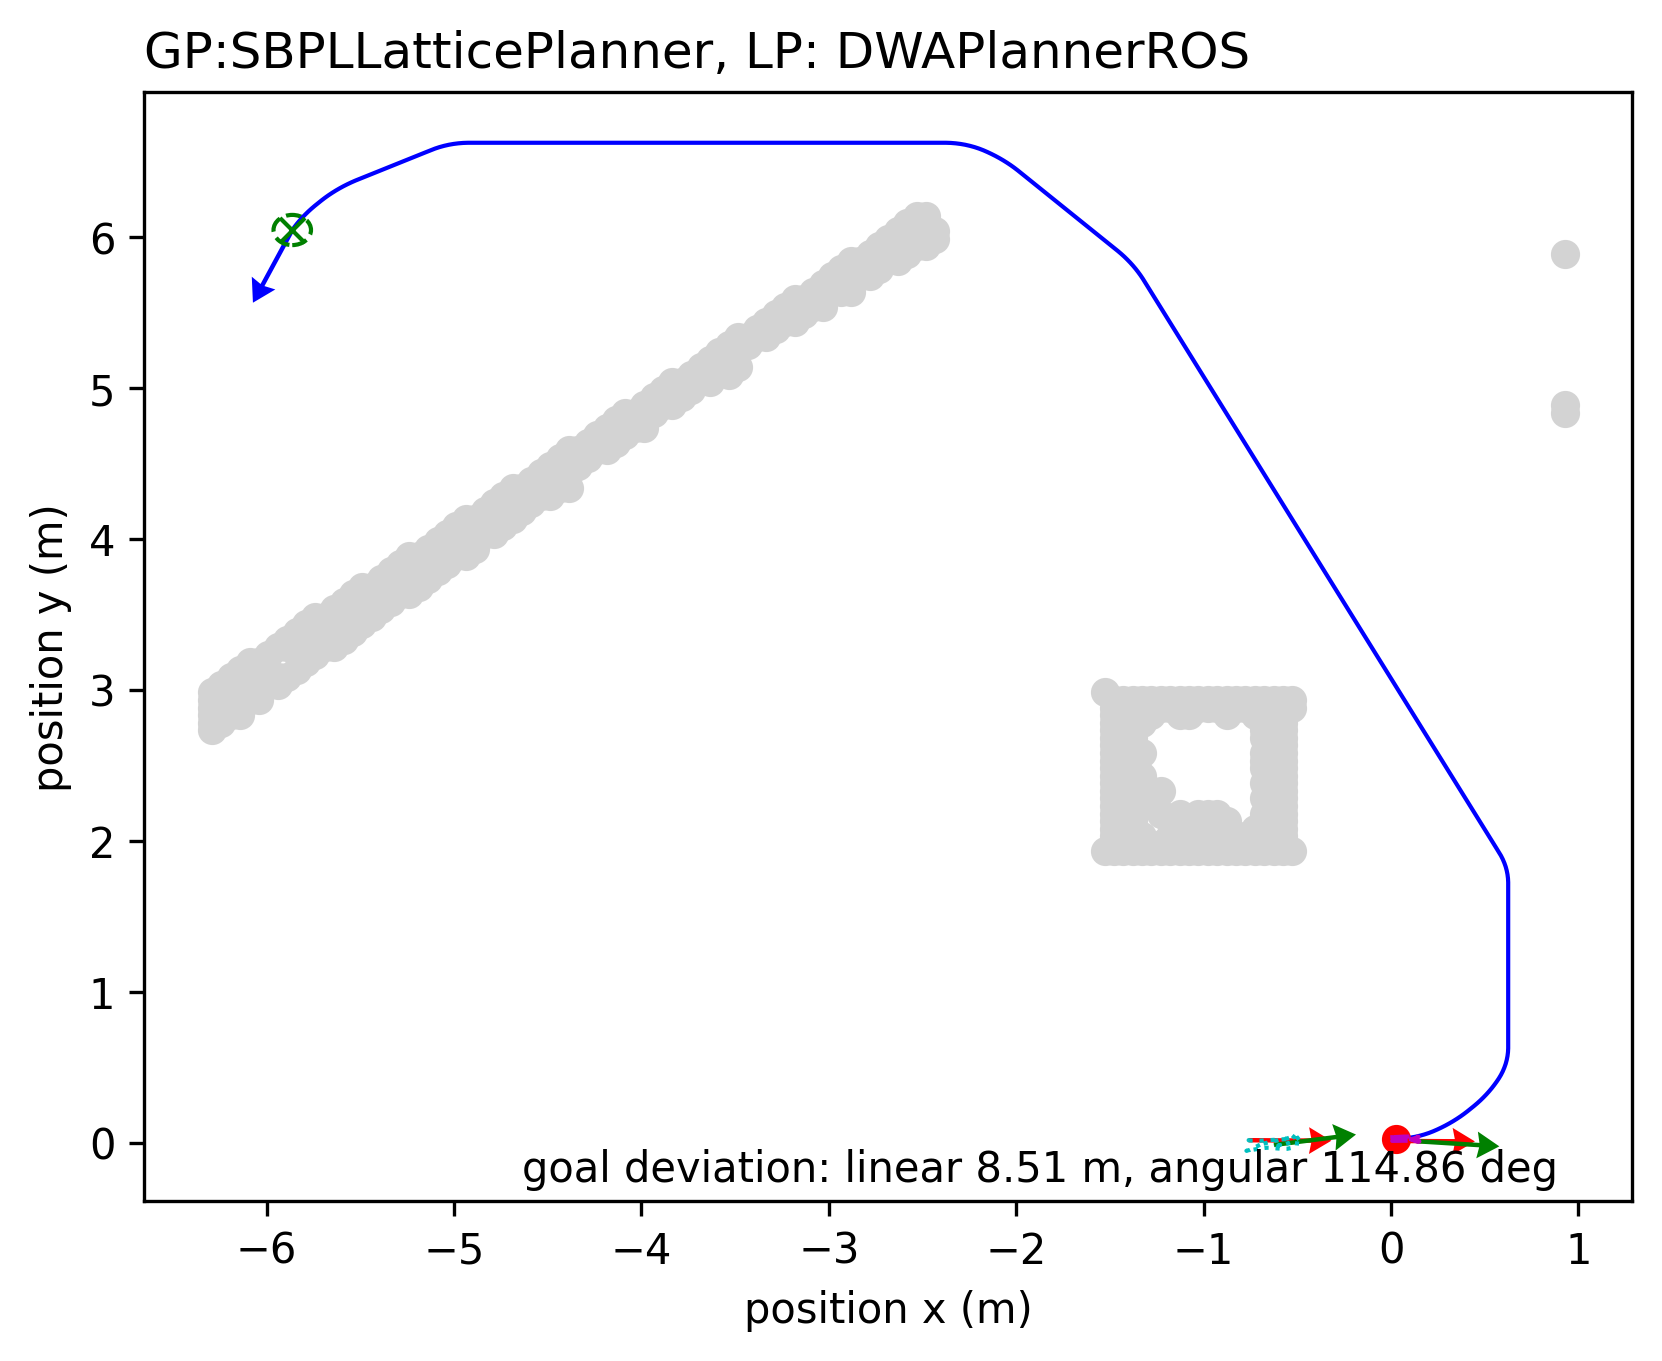 GP:SBPLLatticePlanner, LP: DWAPlannerROS
6
5
4
3
2
1
0
position y (m)
goal deviation: linear 8.51 m, angular 114.86 deg
−6 −5 −4 −3 −2 −1 0 1
position x (m)